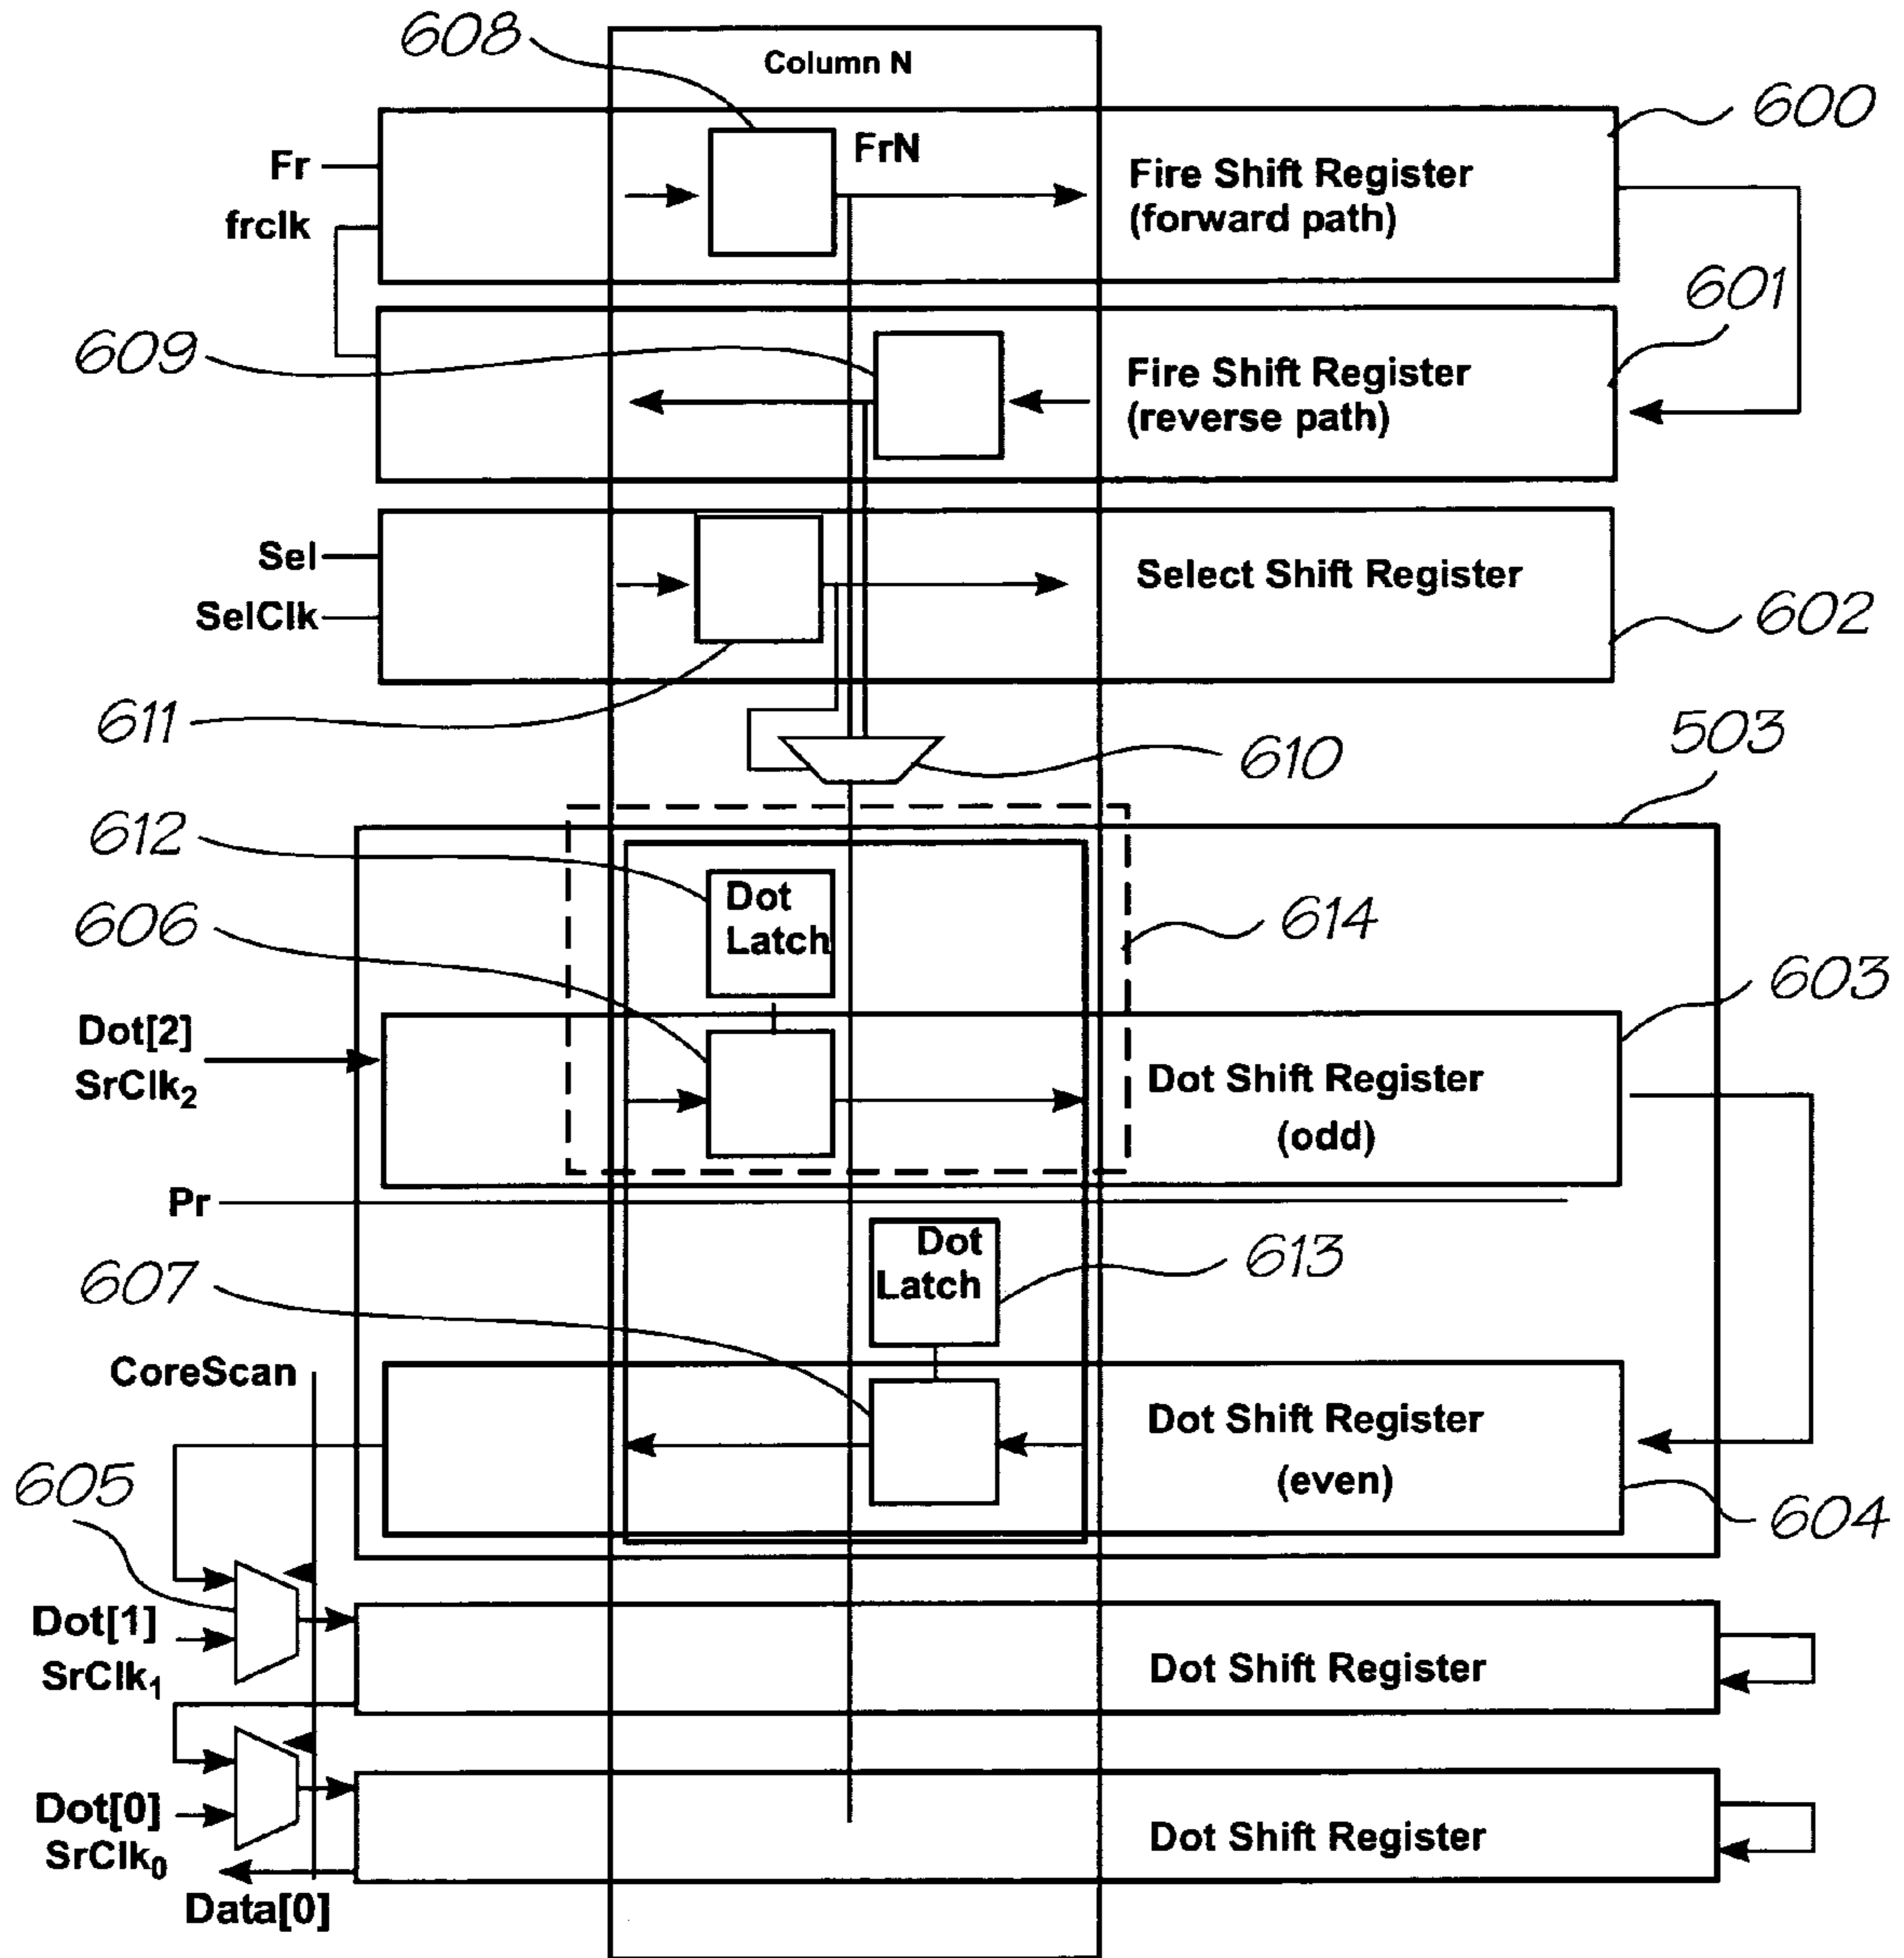 608
Column N
600
Fr
FrN
Fire Shift Register
(forward path)
frclk
601
609
Fire Shift Register
(reverse path)
Sel
Select Shift Register
SelClk
602
611
610
503
612
Dot
Latch
606
614
603
Dot[2]
SrClk2
Dot Shift Register
(odd)
Pr
Dot
Latch
613
607
CoreScan
Dot Shift Register
(even)
605
604
Dot[1]
SrClk1
Dot Shift Register
Dot[0]
SrClk0
Dot Shift Register
Data[0]